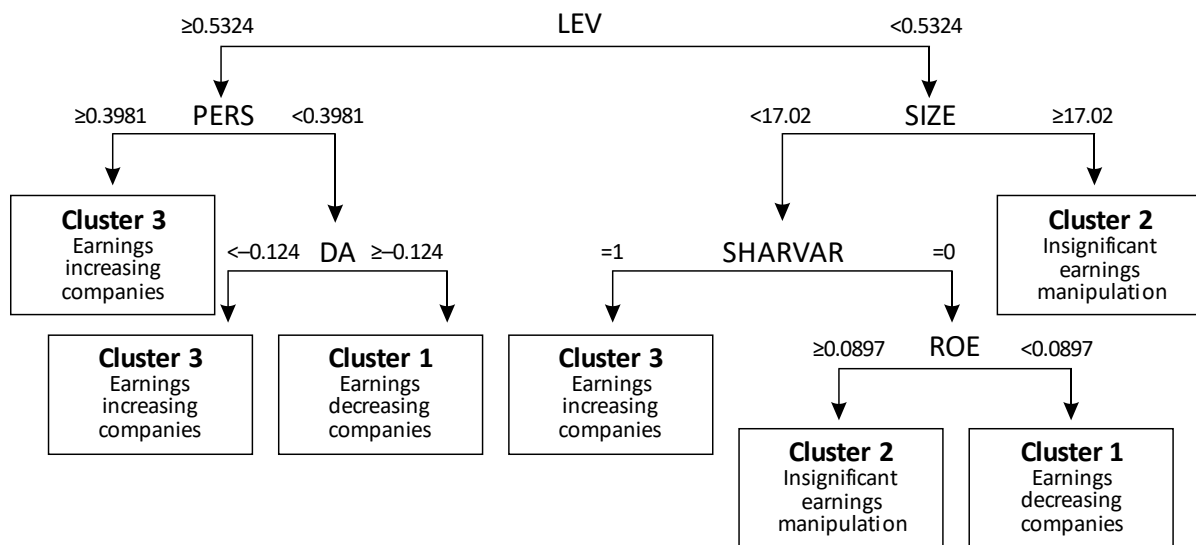 ≥0.5324 LEV <0.5324
≥0.3981 PERS <0.3981 <17.02 SIZE ≥17.02
Cluster 3
Earnings
increasing
companies
Cluster 2
Insignificant
earnings
manipulation
<–0.124 DA ≥–0.124 =1 SHARVAR =0
Cluster 3
Earnings
increasing
companies
Cluster 1
Earnings
decreasing
companies
Cluster 3
Earnings
increasing
companies
≥0.0897 ROE <0.0897
Cluster 2
Insignificant
earnings
manipulation
Cluster 1
Earnings
decreasing
companies